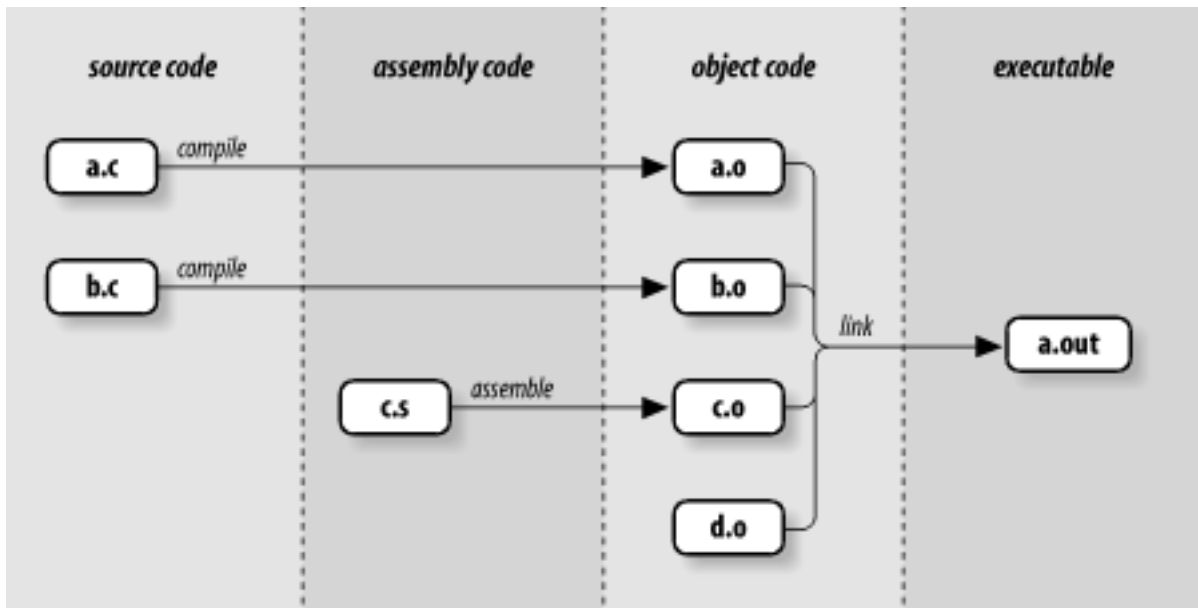 source code
assembly code
object code
executable
a.c
compile
a.o
b.c
compile
b.o
link
a.out
c.s
assemble
c.o
d.o